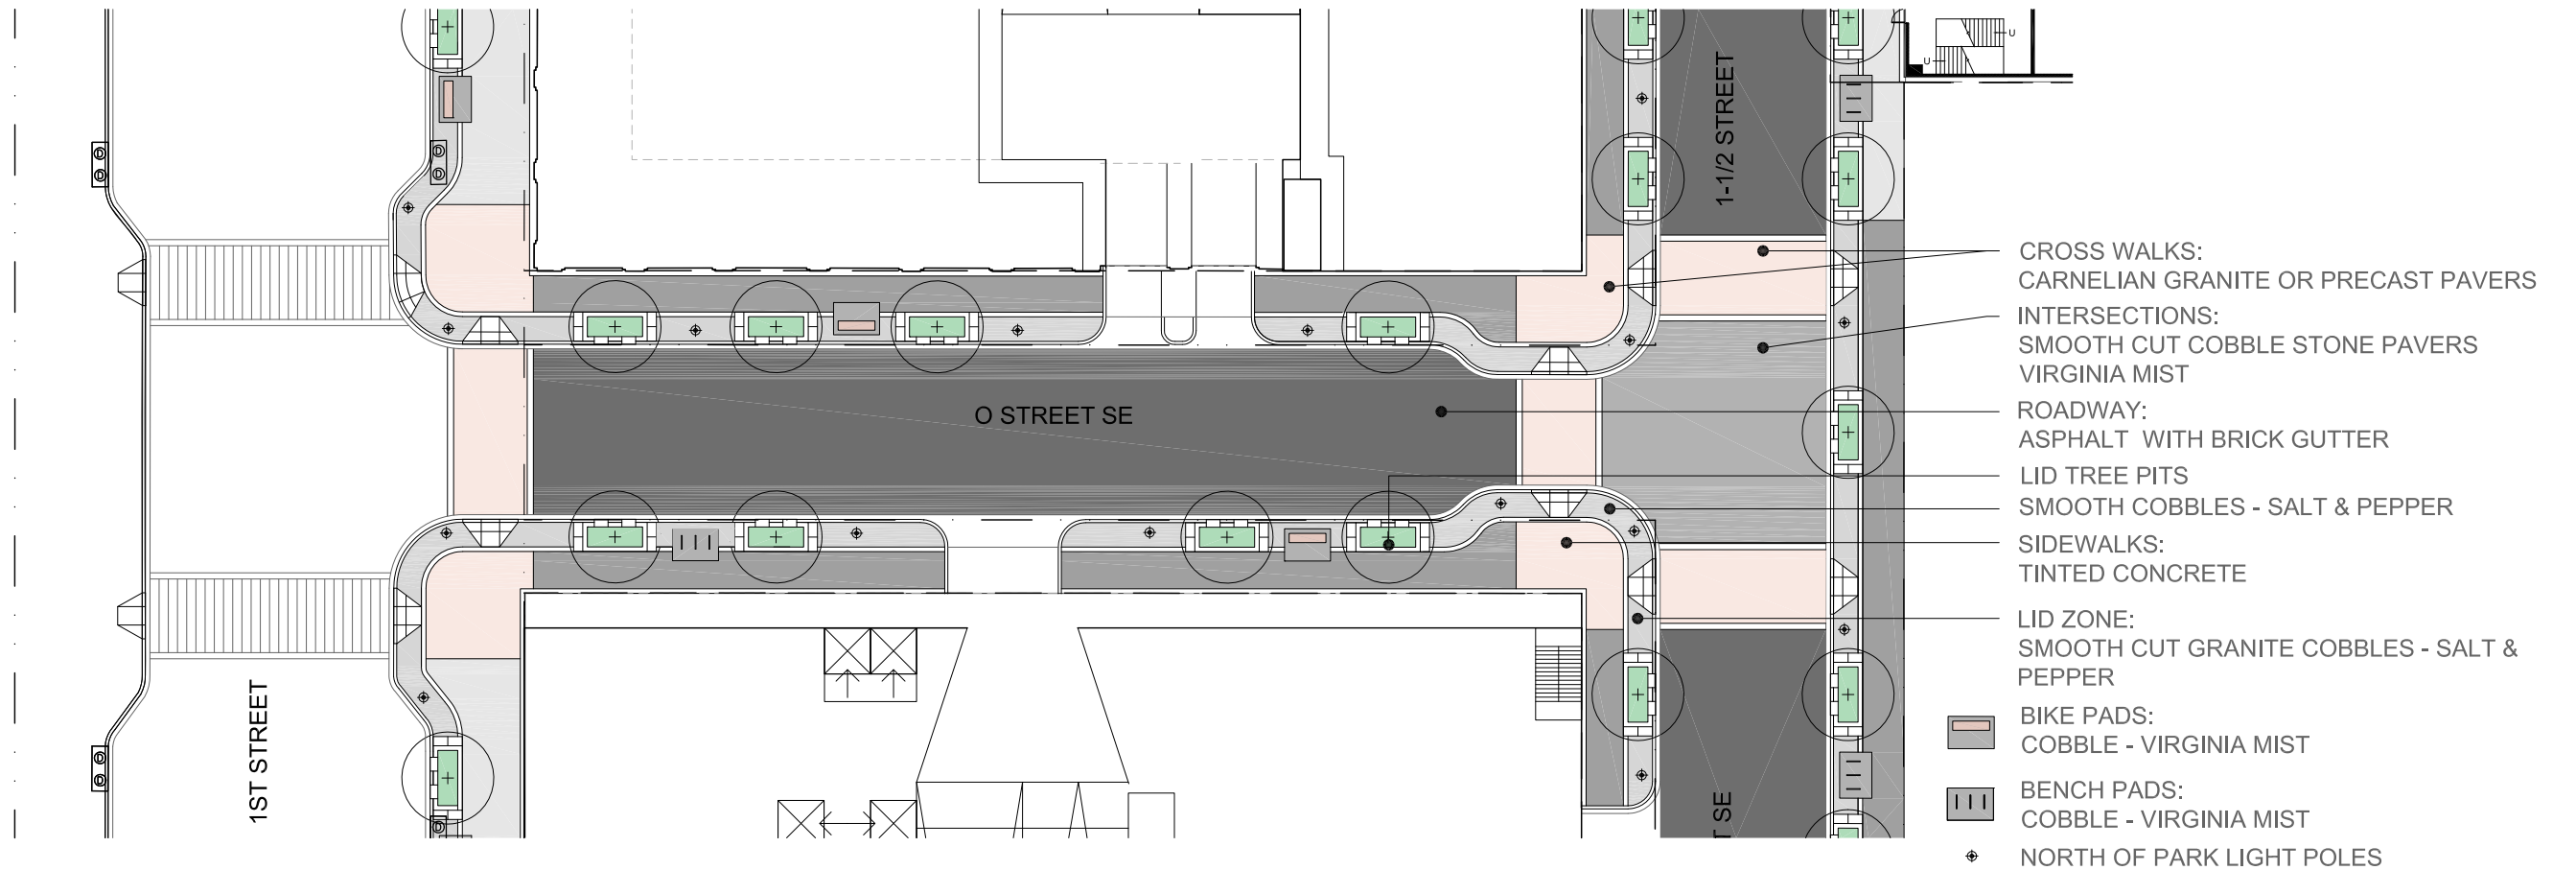 1-1/2 STREET
U
U
D
D
D
D
CROSS WALKS:
CARNELIAN GRANITE OR PRECAST PAVERS
INTERSECTIONS:
SMOOTH CUT COBBLE STONE PAVERS
VIRGINIA MIST
O STREET SE
ROADWAY:
ASPHALT WITH BRICK GUTTER
LID TREE PITS
SMOOTH COBBLES - SALT & PEPPER
SIDEWALKS:
TINTED CONCRETE
LID ZONE:
SMOOTH CUT GRANITE COBBLES - SALT &
PEPPER
1ST STREET
BIKE PADS:
COBBLE - VIRGINIA MIST
D
D
D
T SE
BENCH PADS:
COBBLE - VIRGINIA MIST
NORTH OF PARK LIGHT POLES